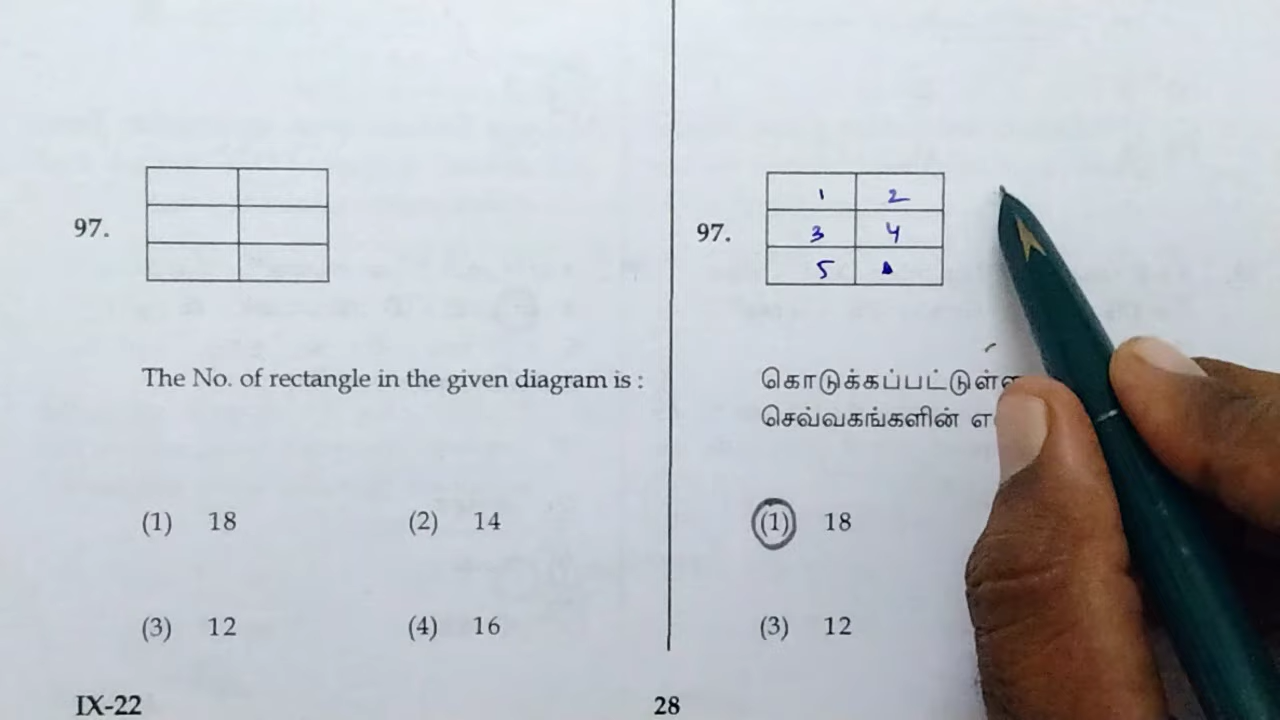 97.
The No. of rectangle in the given diagram is :
(1) 18 (2) 14
(3) 12 (4) 16
IX-22
28
1 2
3 4
5
97.
கொடுக்கப்பட்டுள்ள
செவ்வகங்களின்
(1) 18
(3) 12